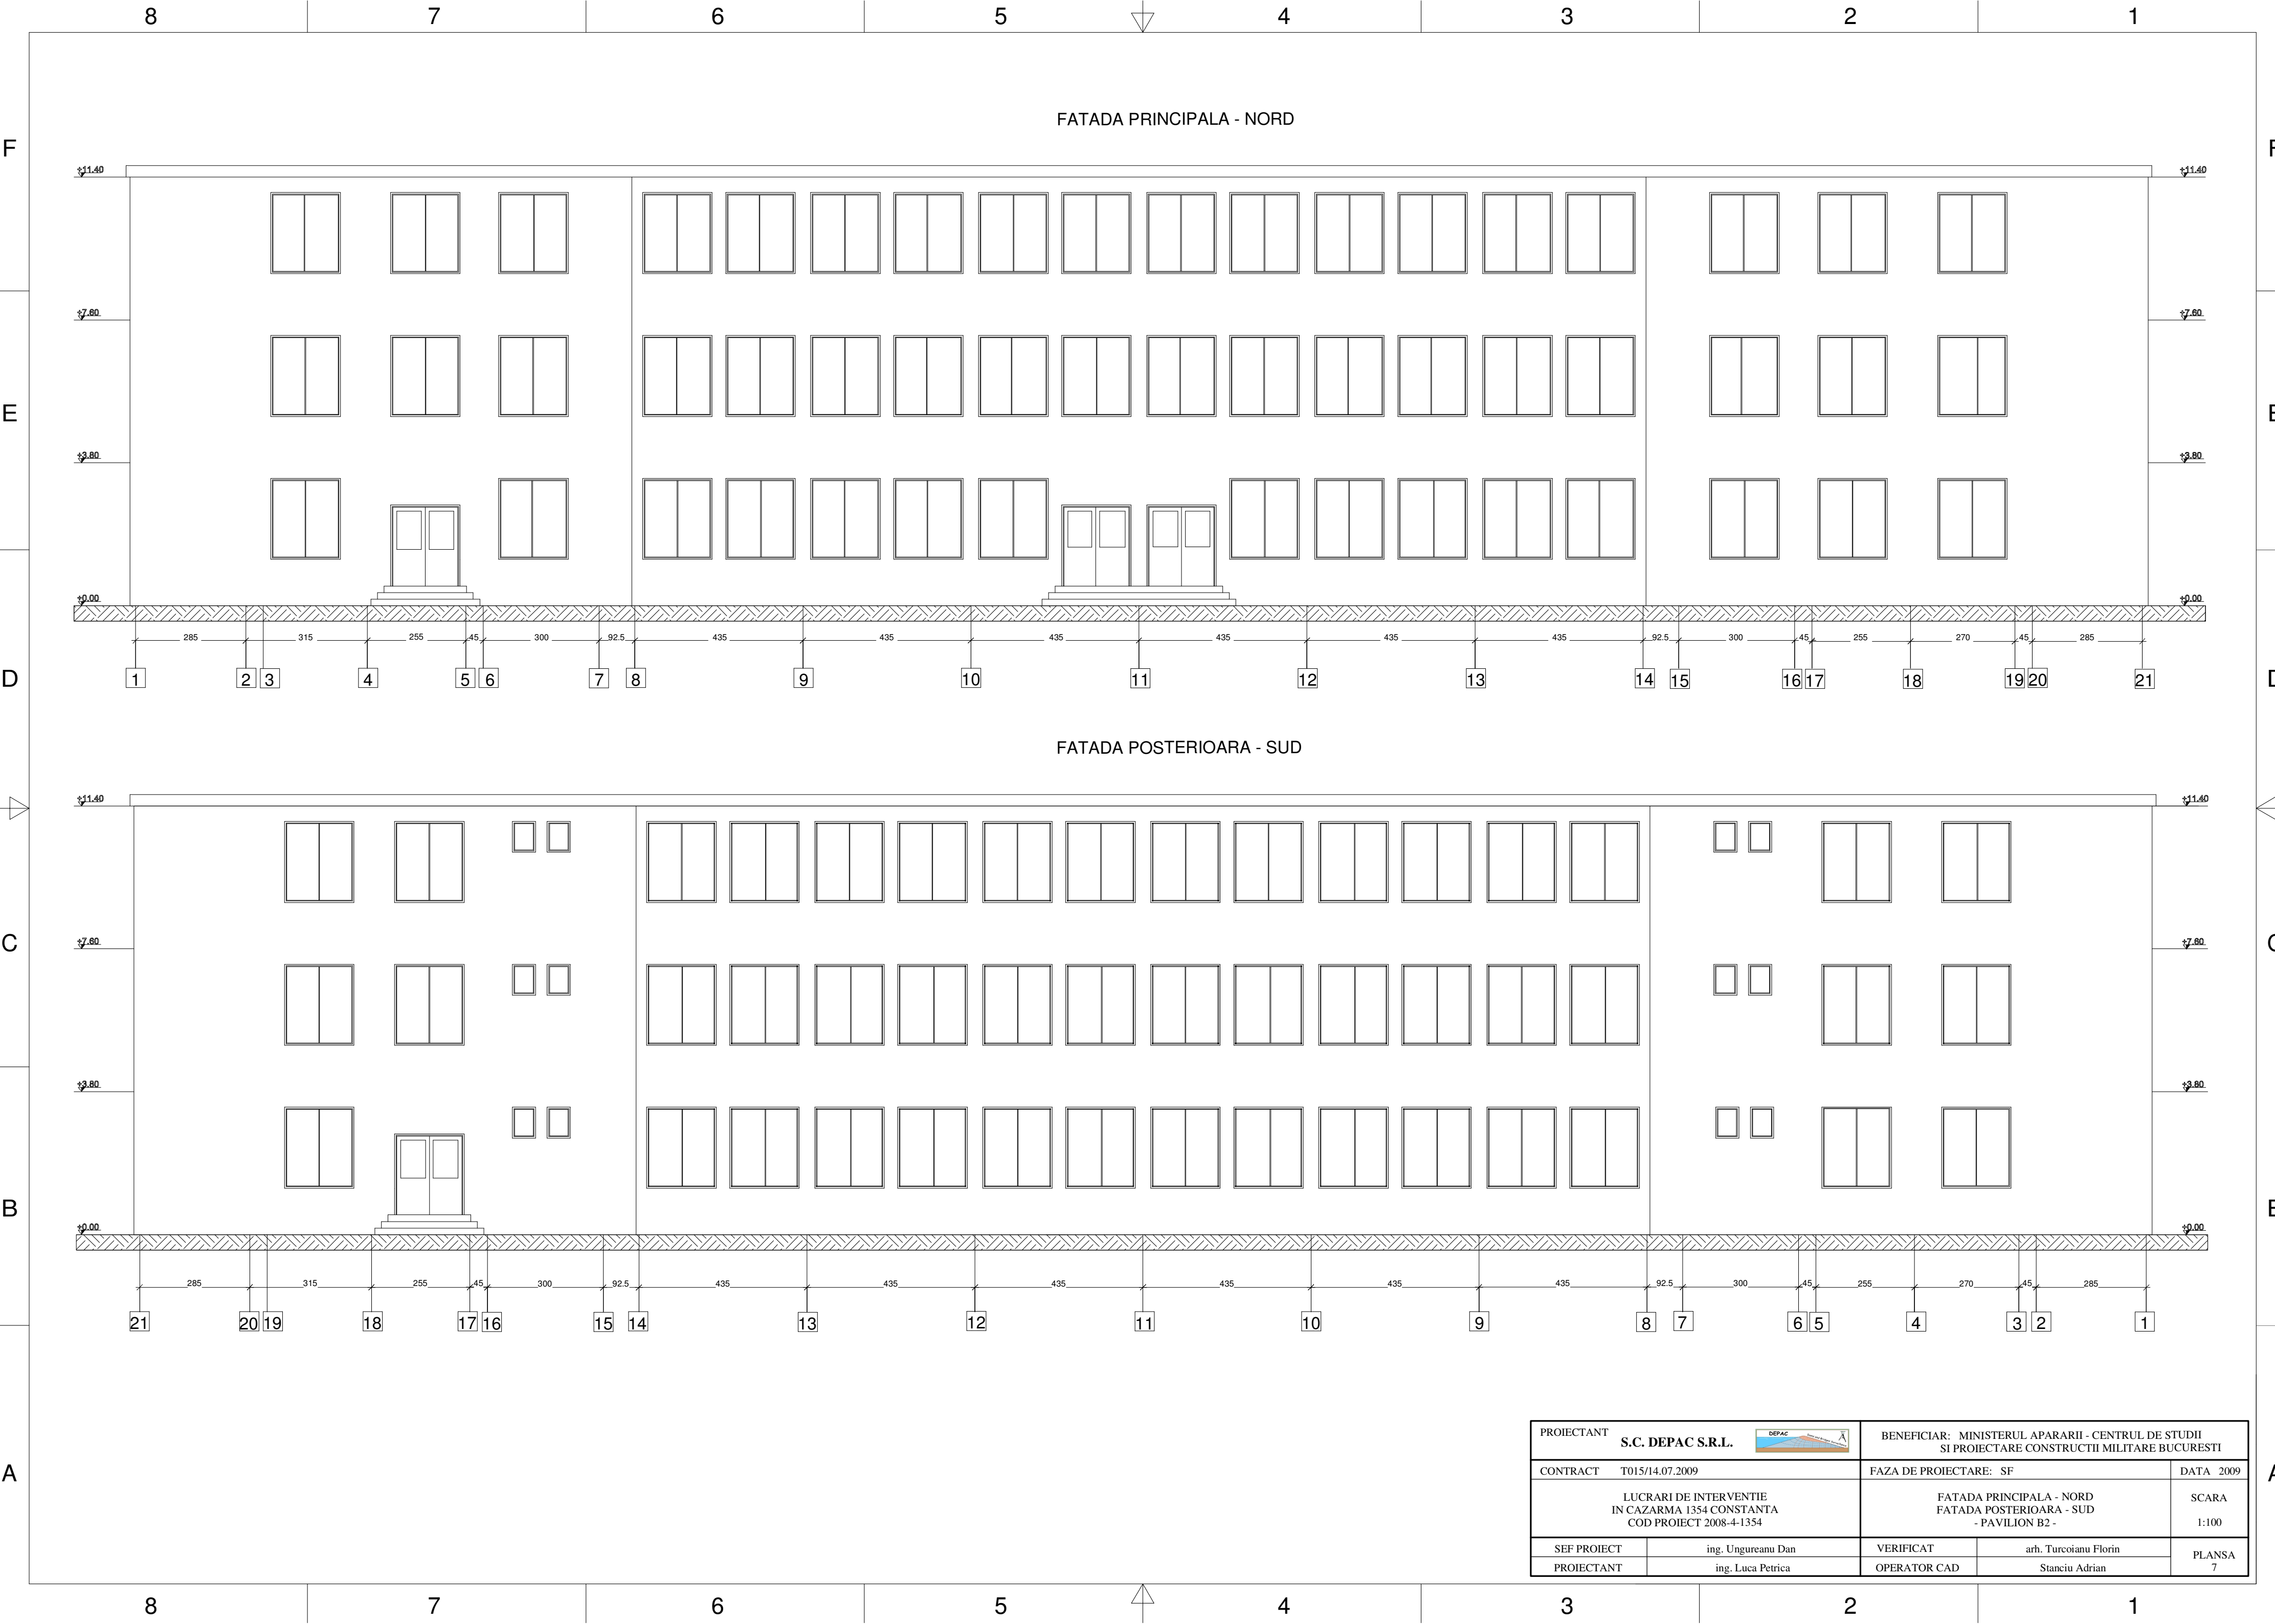 8 7 6 5 4 3 2 1
FATADA PRINCIPALA - NORD
F
+11.40 +11.40
+7.60 +7.60
E
+3.80 +3.80
+0.00 +0.00
285 315 255 45 300 92.5 435 435 435 435 435 435 92.5 300 45 255 270 45 285
D
1 2 3 4 5 6 7 8 9 10 11 12 13 14 15 16 17 18 19 20 21
FATADA POSTERIOARA - SUD
+11.40 +11.40
C
+7.60 +7.60
+3.80 +3.80
B
+0.00 +0.00
285 315 255 45 300 92.5 435 435 435 435 435 435 92.5 300 45 255 270 45 285
21 20 19 18 17 16 15 14 13 12 11 10 9 8 7 6 5 4 3 2 1
A
PROIECTANT S.C. DEPAC S.R.L.
DEPAC
BENEFICIAR: MINISTERUL APARARII - CENTRUL DE STUDII
SI PROIECTARE CONSTRUCTII MILITARE BUCURESTI
CONTRACT T015/14.07.2009
FAZA DE PROIECTARE: SF
DATA 2009
LUCRARI DE INTERVENTIE
IN CAZARMA 1354 CONSTANTA
COD PROIECT 2008-4-1354
FATADA PRINCIPALA - NORD
FATADA POSTERIOARA - SUD
- PAVILION B2 -
SCARA
1:100
SEF PROIECT ing. Ungureanu Dan
VERIFICAT arh. Turcoianu Florin
PROIECTANT ing. Luca Petrica
OPERATOR CAD Stanciu Adrian
PLANSA
7
8 7 6 5 4 3 2 1